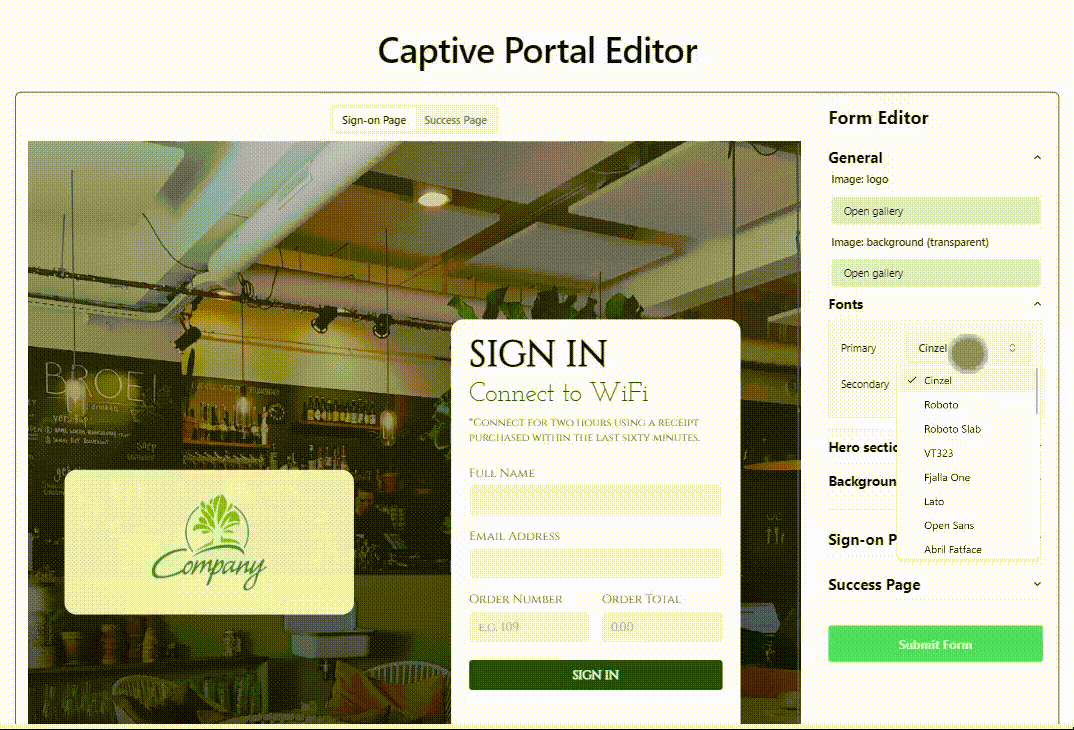 Captive Portal Editor
Sign-on Page
Success Page
BROEI
SIGN IN
Connect to WiFi
*Connect for two hours using a receipt
purchased within the last sixty minutes.
Full Name
Email Address
Order Number
Order Total
E.G. 109
0.00
SIGN IN
Company
Form Editor
General
Image: logo
Open gallery
Image: background (transparent)
Open gallery
Fonts
Primary
Cinzel
Secondary
Cinzel
Roboto
Roboto Slab
VT323
Fjalla One
Lato
Open Sans
Abril Fatface
Hero sectio
Backgroun
Sign-on P
Success Page
Submit Form